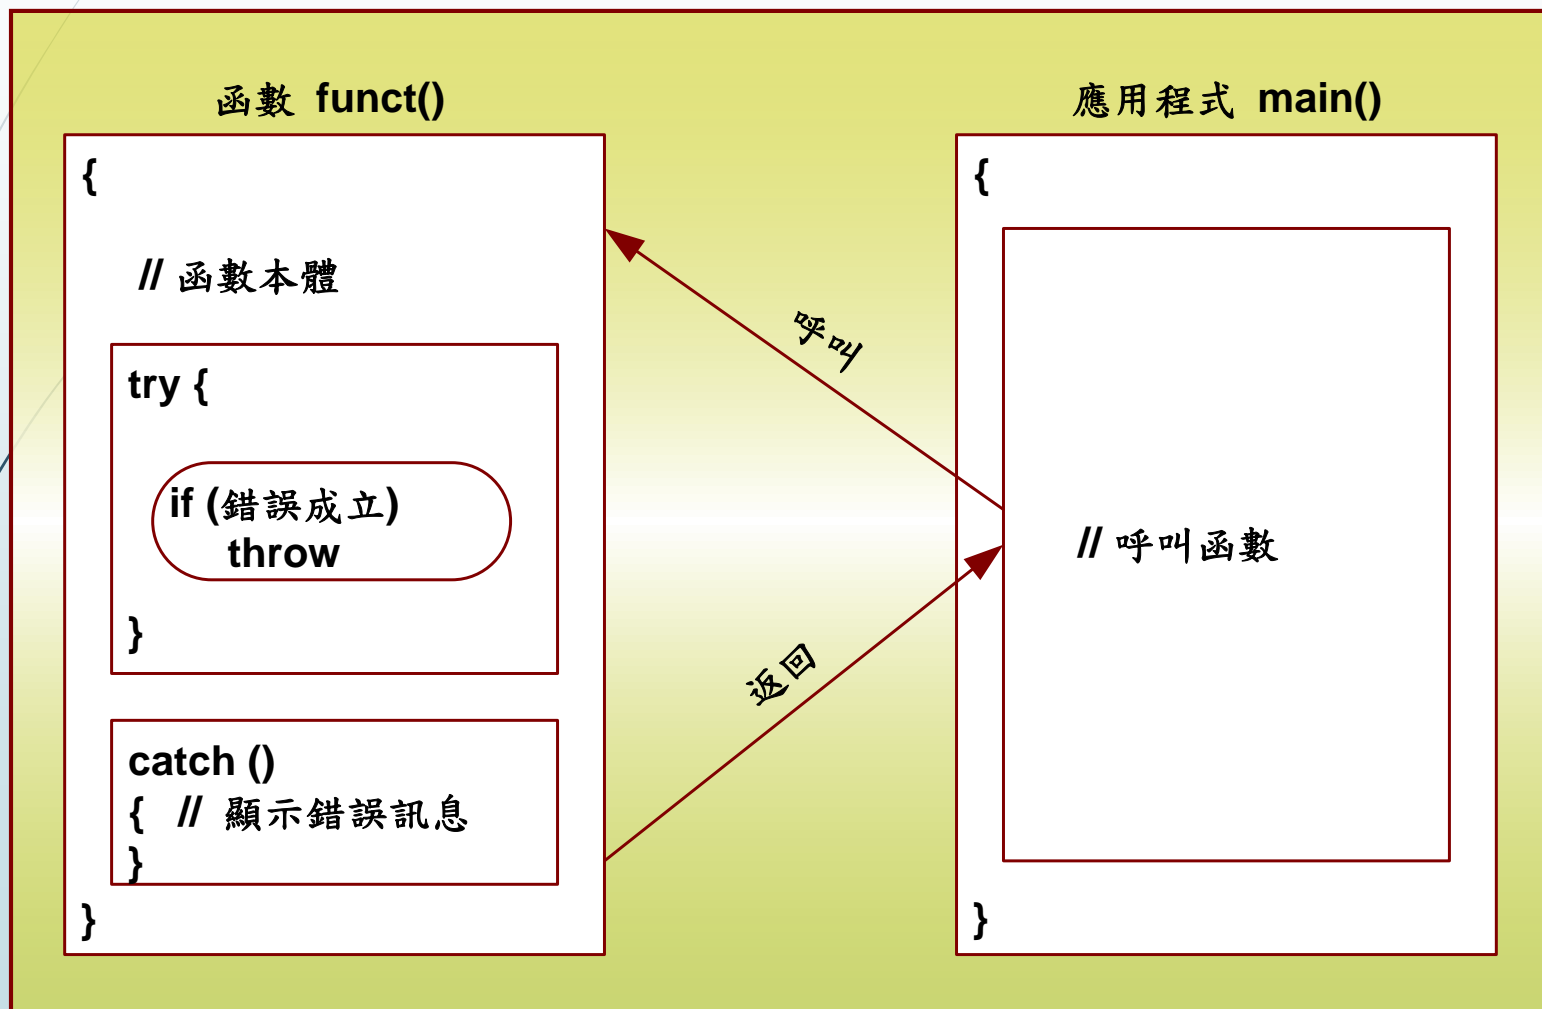 函數 funct()
{
// 函數本體
try {
if (錯誤成立)
throw
}
catch ()
{ // 顯示錯誤訊息
}
}
呼叫
返回
應用程式 main()
{
// 呼叫函數
}